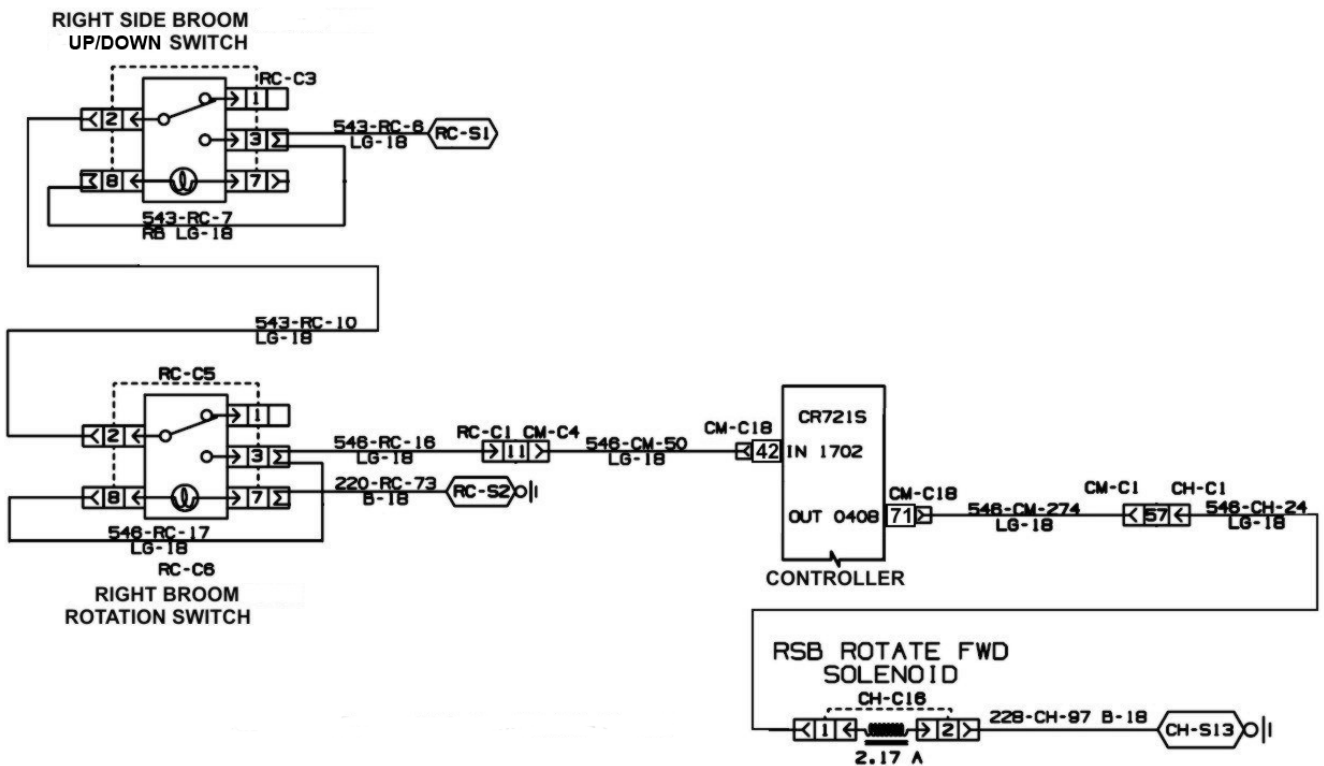 RIGHT SIDE BROOM
UP/DOWN SWITCH
RC-C3
1
2
3
543-RC-6
LG-18
RC-S1
8
7
543-RC-7
RB LG-18
543-RC-10
LG-18
RC-C5
1
2
3
546-RC-16
LG-18
RC-C1 CM-C4
11
546-CM-50
LG-18
CM-C18
42
CR721S
IN 1702
8
7
220-RC-73
B-18
RC-S2
546-RC-17
LG-18
RC-C6
RIGHT BROOM
ROTATION SWITCH
OUT 0408
CM-C18
71
546-CM-274
LG-18
CM-C1 CH-C1
57
546-CH-24
LG-18
CONTROLLER
RSB ROTATE FWD
SOLENOID
CH-C16
1
2
228-CH-97 B-18
CH-S13
2.17 A